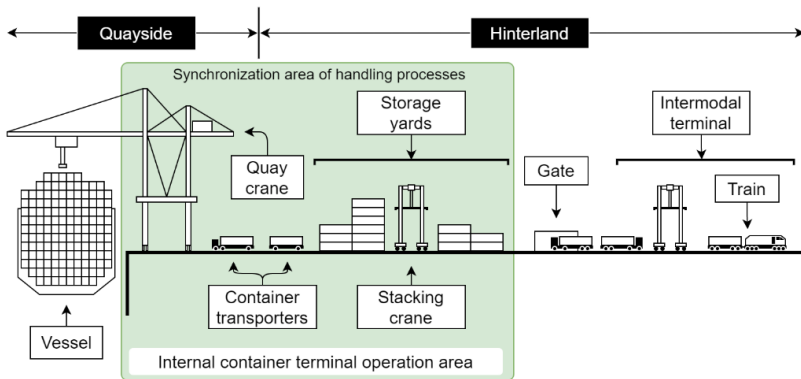 Quayside
Hinterland
Synchronization area of handling processes
Storage
yards
Intermodal
terminal
Quay
crane
Gate
Train
Container
transporters
Stacking
crane
Vessel
Internal container terminal operation area